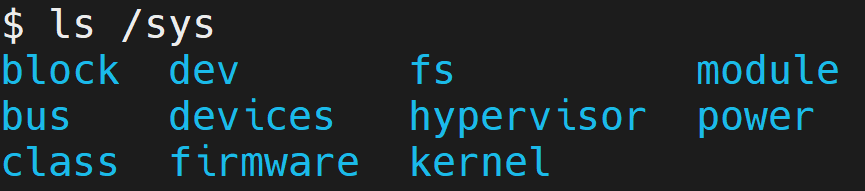 $ ls /sys
block  dev       fs          module
bus    devices   hypervisor  power
class  firmware  kernel